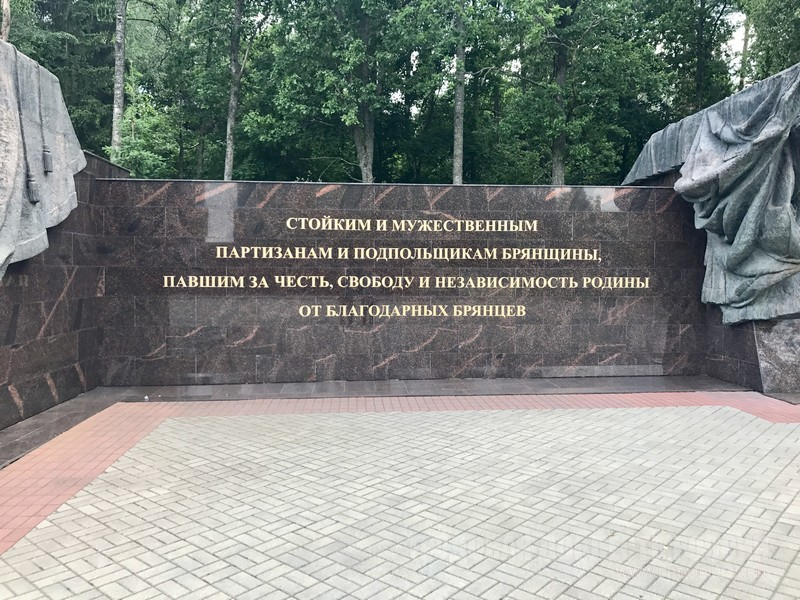 СТОЙКИМ И МУЖЕСТВЕННЫМ
ПАРТИЗАНАМ И ПОДПОЛЬЩИКАМ БРЯНЩИНЫ,
ПАВШИМ ЗА ЧЕСТЬ, СВОБОДУ И НЕЗАВИСИМОСТЬ РОДИНЫ
ОТ БЛАГОДАРНЫХ БРЯНЦЕВ